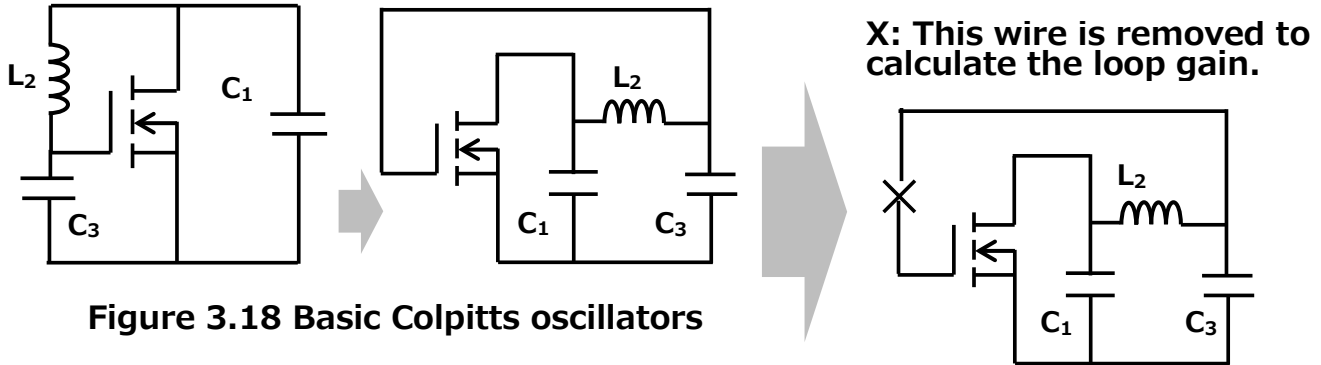 L₂
C₁
C₃
L₂
C₁
C₃
X: This wire is removed to
calculate the loop gain.
L₂
C₁
C₃
Figure 3.18 Basic Colpitts oscillators